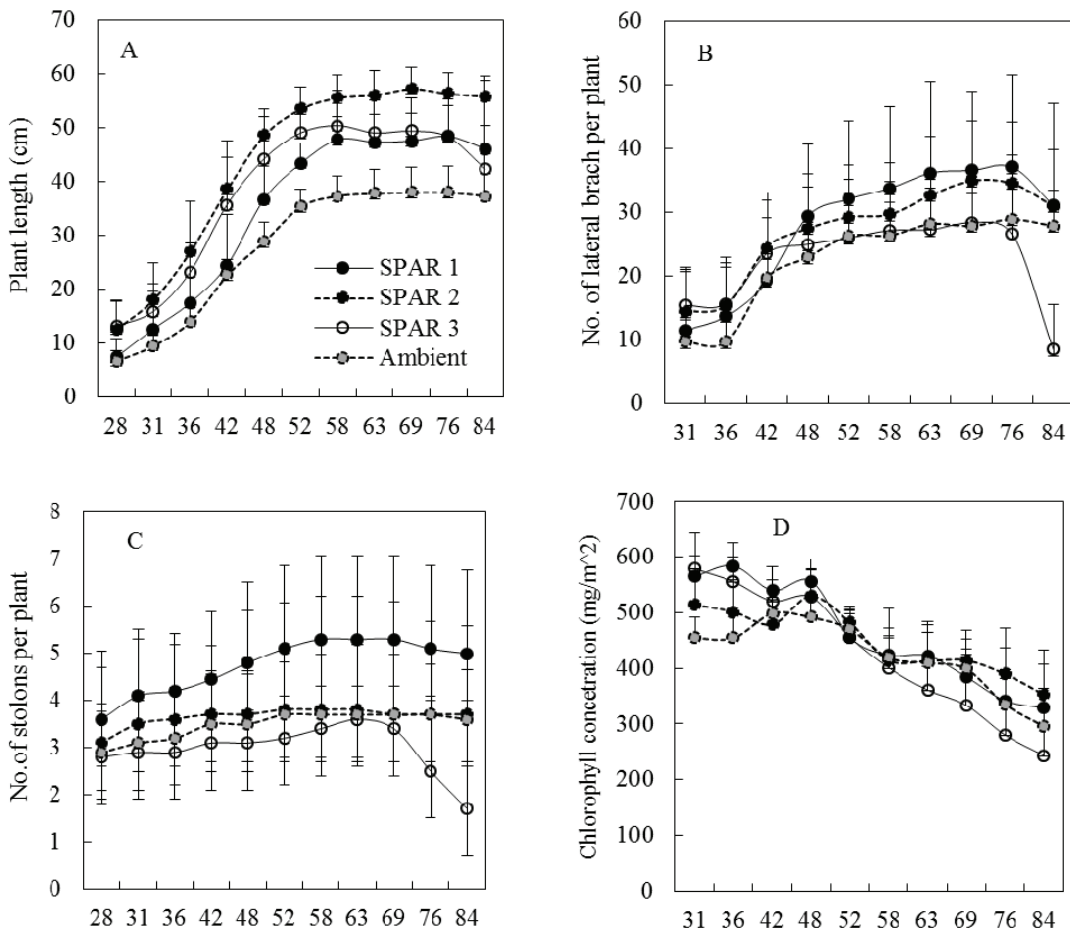 A
Plant length (cm)
70
60
50
40
30
20
10
0
28 31 36 42 48 52 58 63 69 76 84
SPAR 1
SPAR 2
SPAR 3
Ambient
B
No. of lateral brach per plant
60
50
40
30
20
10
0
31 36 42 48 52 58 63 69 76 84
C
No.of stolons per plant
8
7
6
5
4
3
2
1
0
28 31 36 42 48 52 58 63 69 76 84
D
Chlorophyll concetration (mg/m^2)
700
600
500
400
300
200
100
0
31 36 42 48 52 58 63 69 76 84